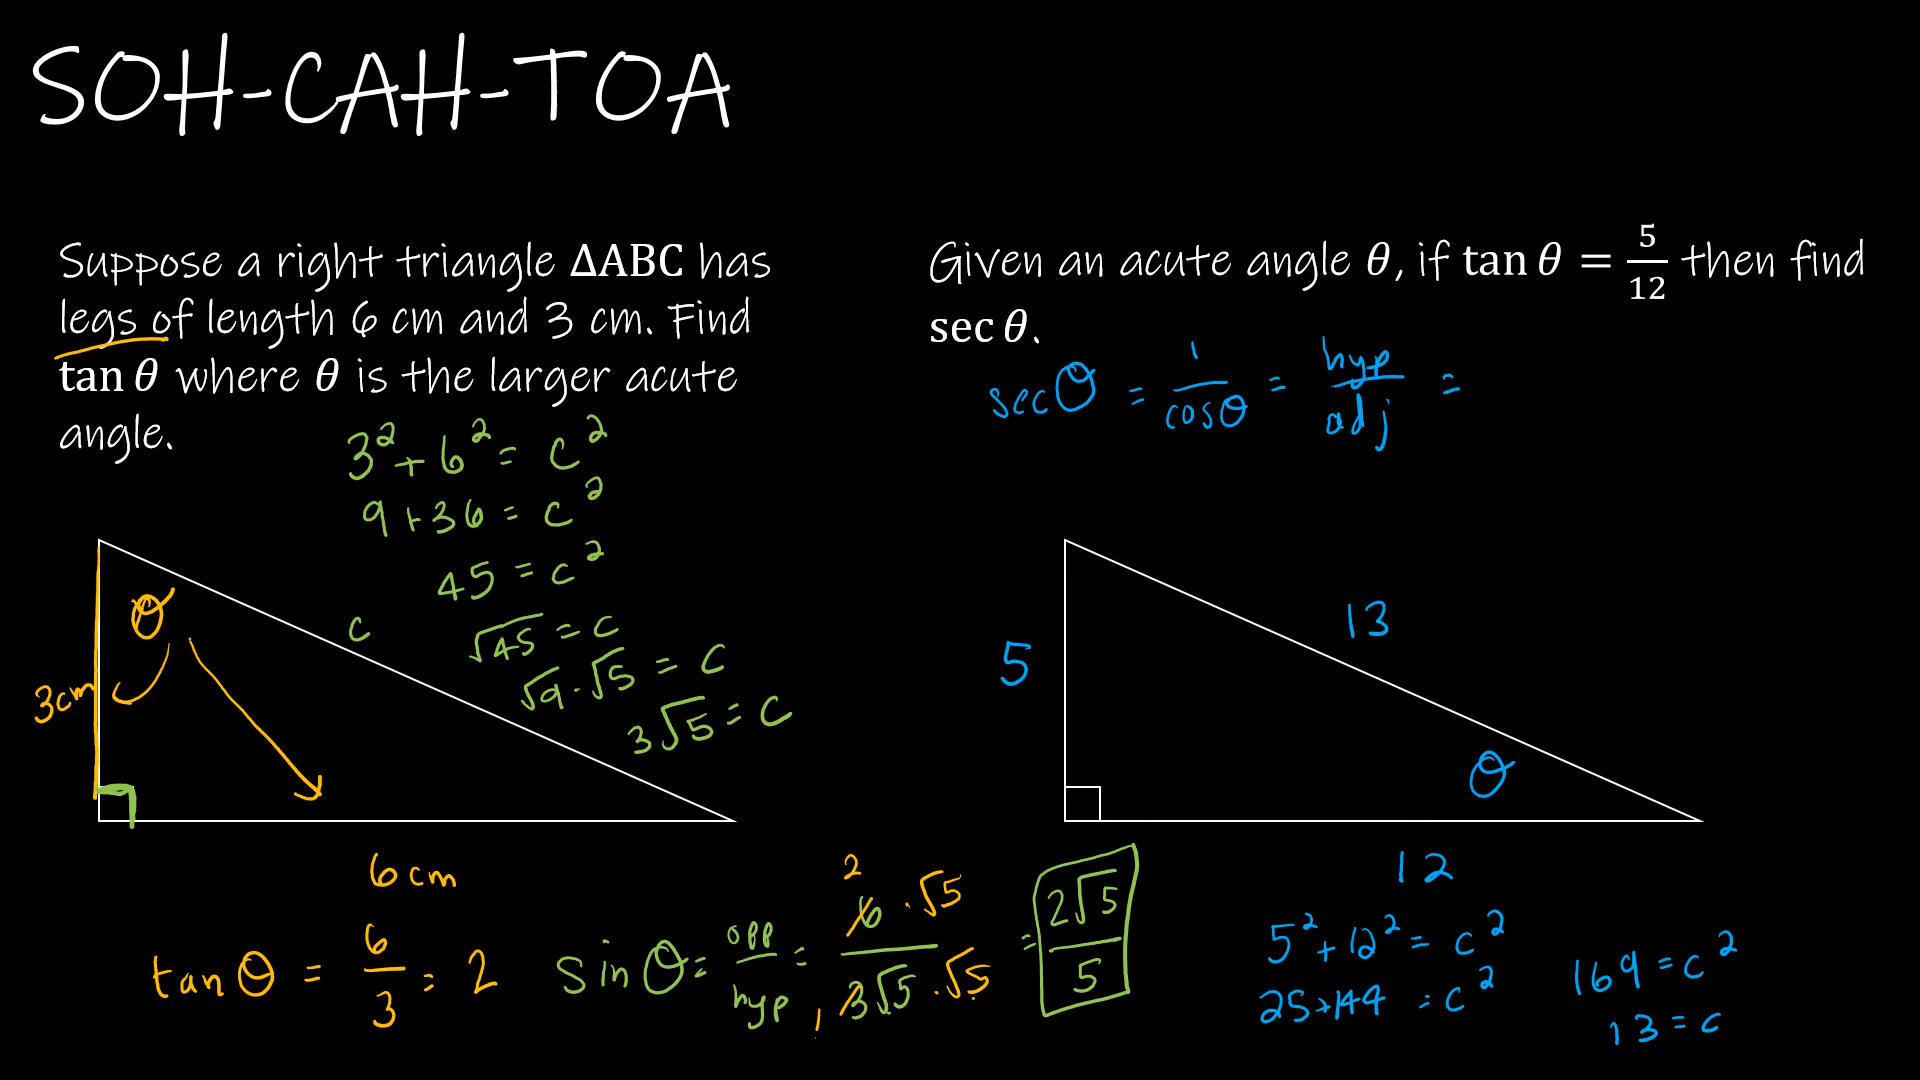 SOH-CAH-TOA
Suppose a right triangle ΔABC has
legs of length 6 cm and 3 cm. Find
tan θ where θ is the larger acute
angle.
3² + 6² = c²
9 + 36 = c²
45 = c²
√45 = c
√9 · √5 = c
3√5 = c
θ
c
3cm
6cm
tan θ = 6/3 = 2
sin θ = opp/hyp = 6 · √5 / 3√5 · √5 = 2√5/5
2
1
Given an acute angle θ, if tan θ = 5/12 then find
sec θ.
sec θ = 1/cos θ = hyp/adj =
13
5
θ
12
5² + 12² = c²
25 + 144 = c²
169 = c²
13 = c